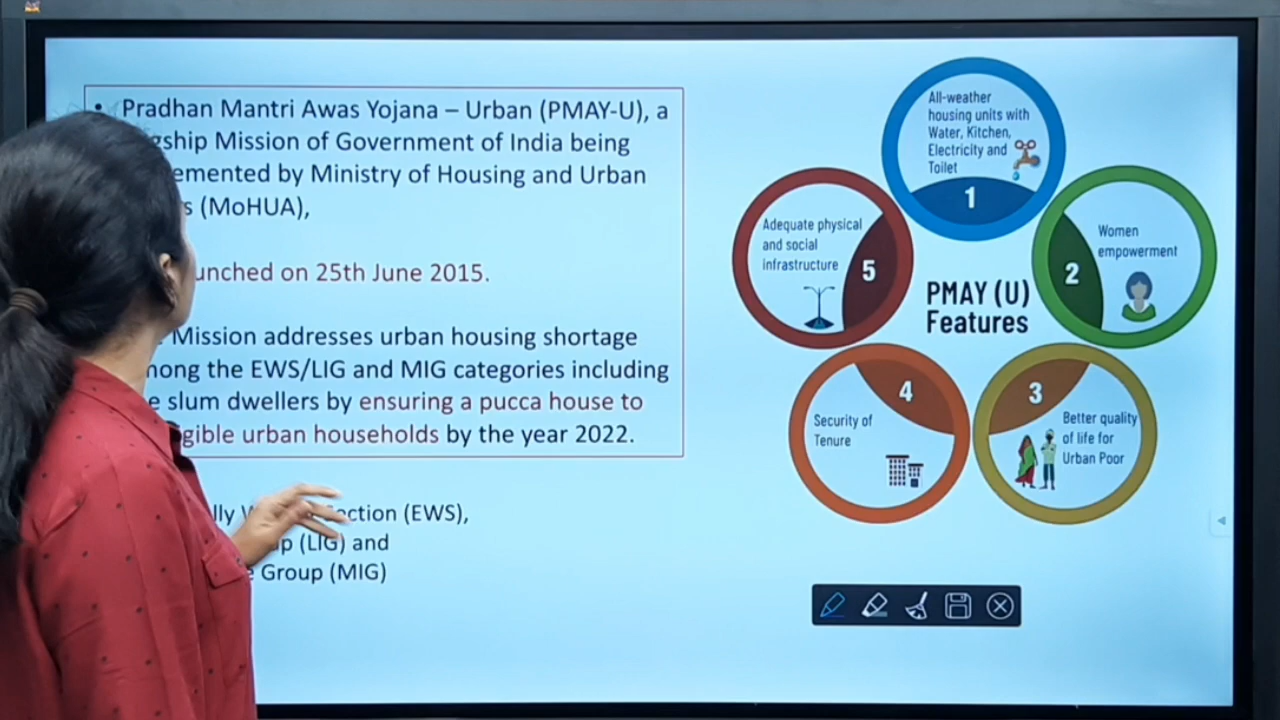 • Pradhan Mantri Awas Yojana – Urban (PMAY-U), a
gship Mission of Government of India being
emented by Ministry of Housing and Urban
s (MoHUA),
unched on 25th June 2015.
Mission addresses urban housing shortage
nong the EWS/LIG and MIG categories including
e slum dwellers by ensuring a pucca house to
gible urban households by the year 2022.
lly ction (EWS),
p (LIG) and
e Group (MIG)
All-weather
housing units with
Water, Kitchen,
Electricity and
Toilet
1
Women
empowerment
2
Better quality
of life for
Urban Poor
3
Security of
Tenure
4
Adequate physical
and social
infrastructure
5
PMAY (U)
Features